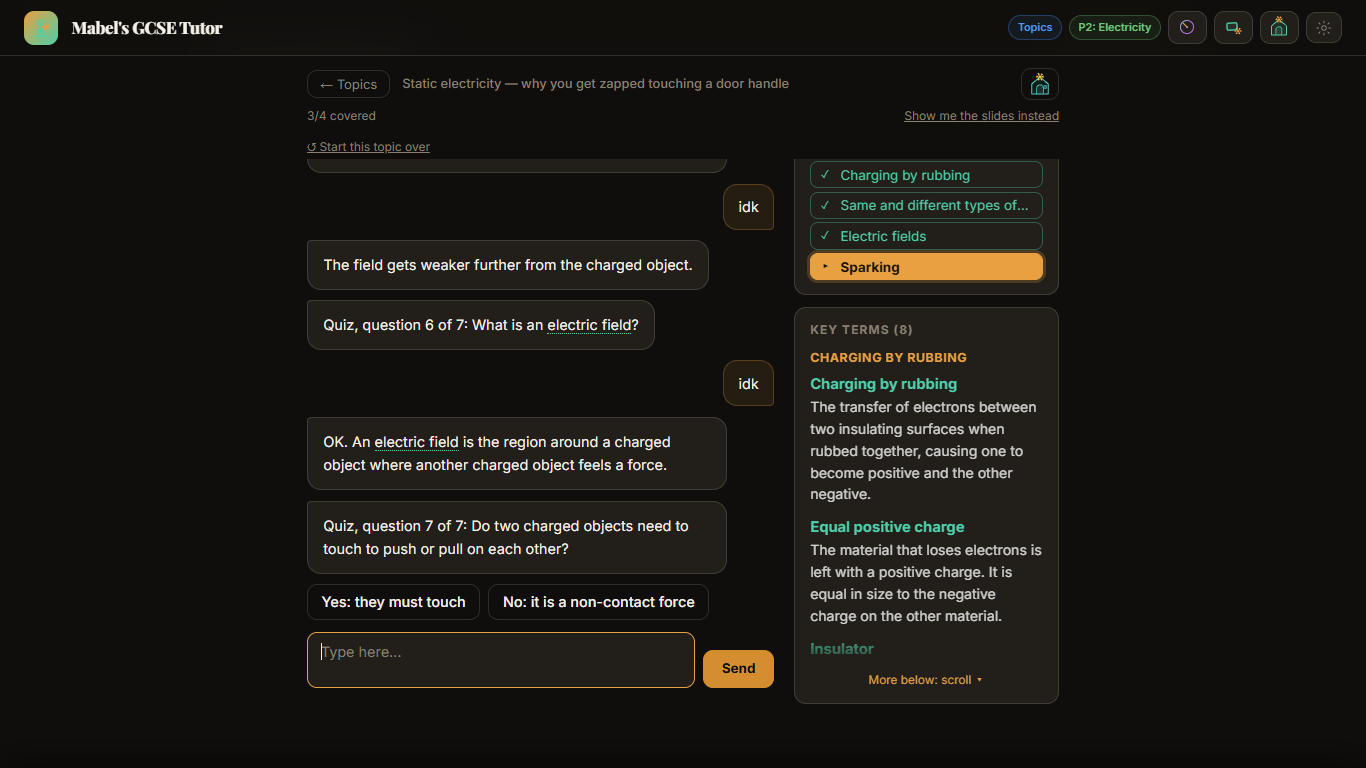 Mabel's GCSE Tutor
Topics
P2: Electricity
← Topics
Static electricity — why you get zapped touching a door handle
3/4 covered
Show me the slides instead
↺ Start this topic over
idk
The field gets weaker further from the charged object.
Quiz, question 6 of 7: What is an electric field?
idk
OK. An electric field is the region around a charged
object where another charged object feels a force.
Quiz, question 7 of 7: Do two charged objects need to
touch to push or pull on each other?
Yes: they must touch
No: it is a non-contact force
Type here...
Send
✓ Charging by rubbing
✓ Same and different types of...
✓ Electric fields
‣ Sparking
KEY TERMS (8)
CHARGING BY RUBBING
Charging by rubbing
The transfer of electrons between
two insulating surfaces when
rubbed together, causing one to
become positive and the other
negative.
Equal positive charge
The material that loses electrons is
left with a positive charge. It is
equal in size to the negative
charge on the other material.
Insulator
More below: scroll ▾